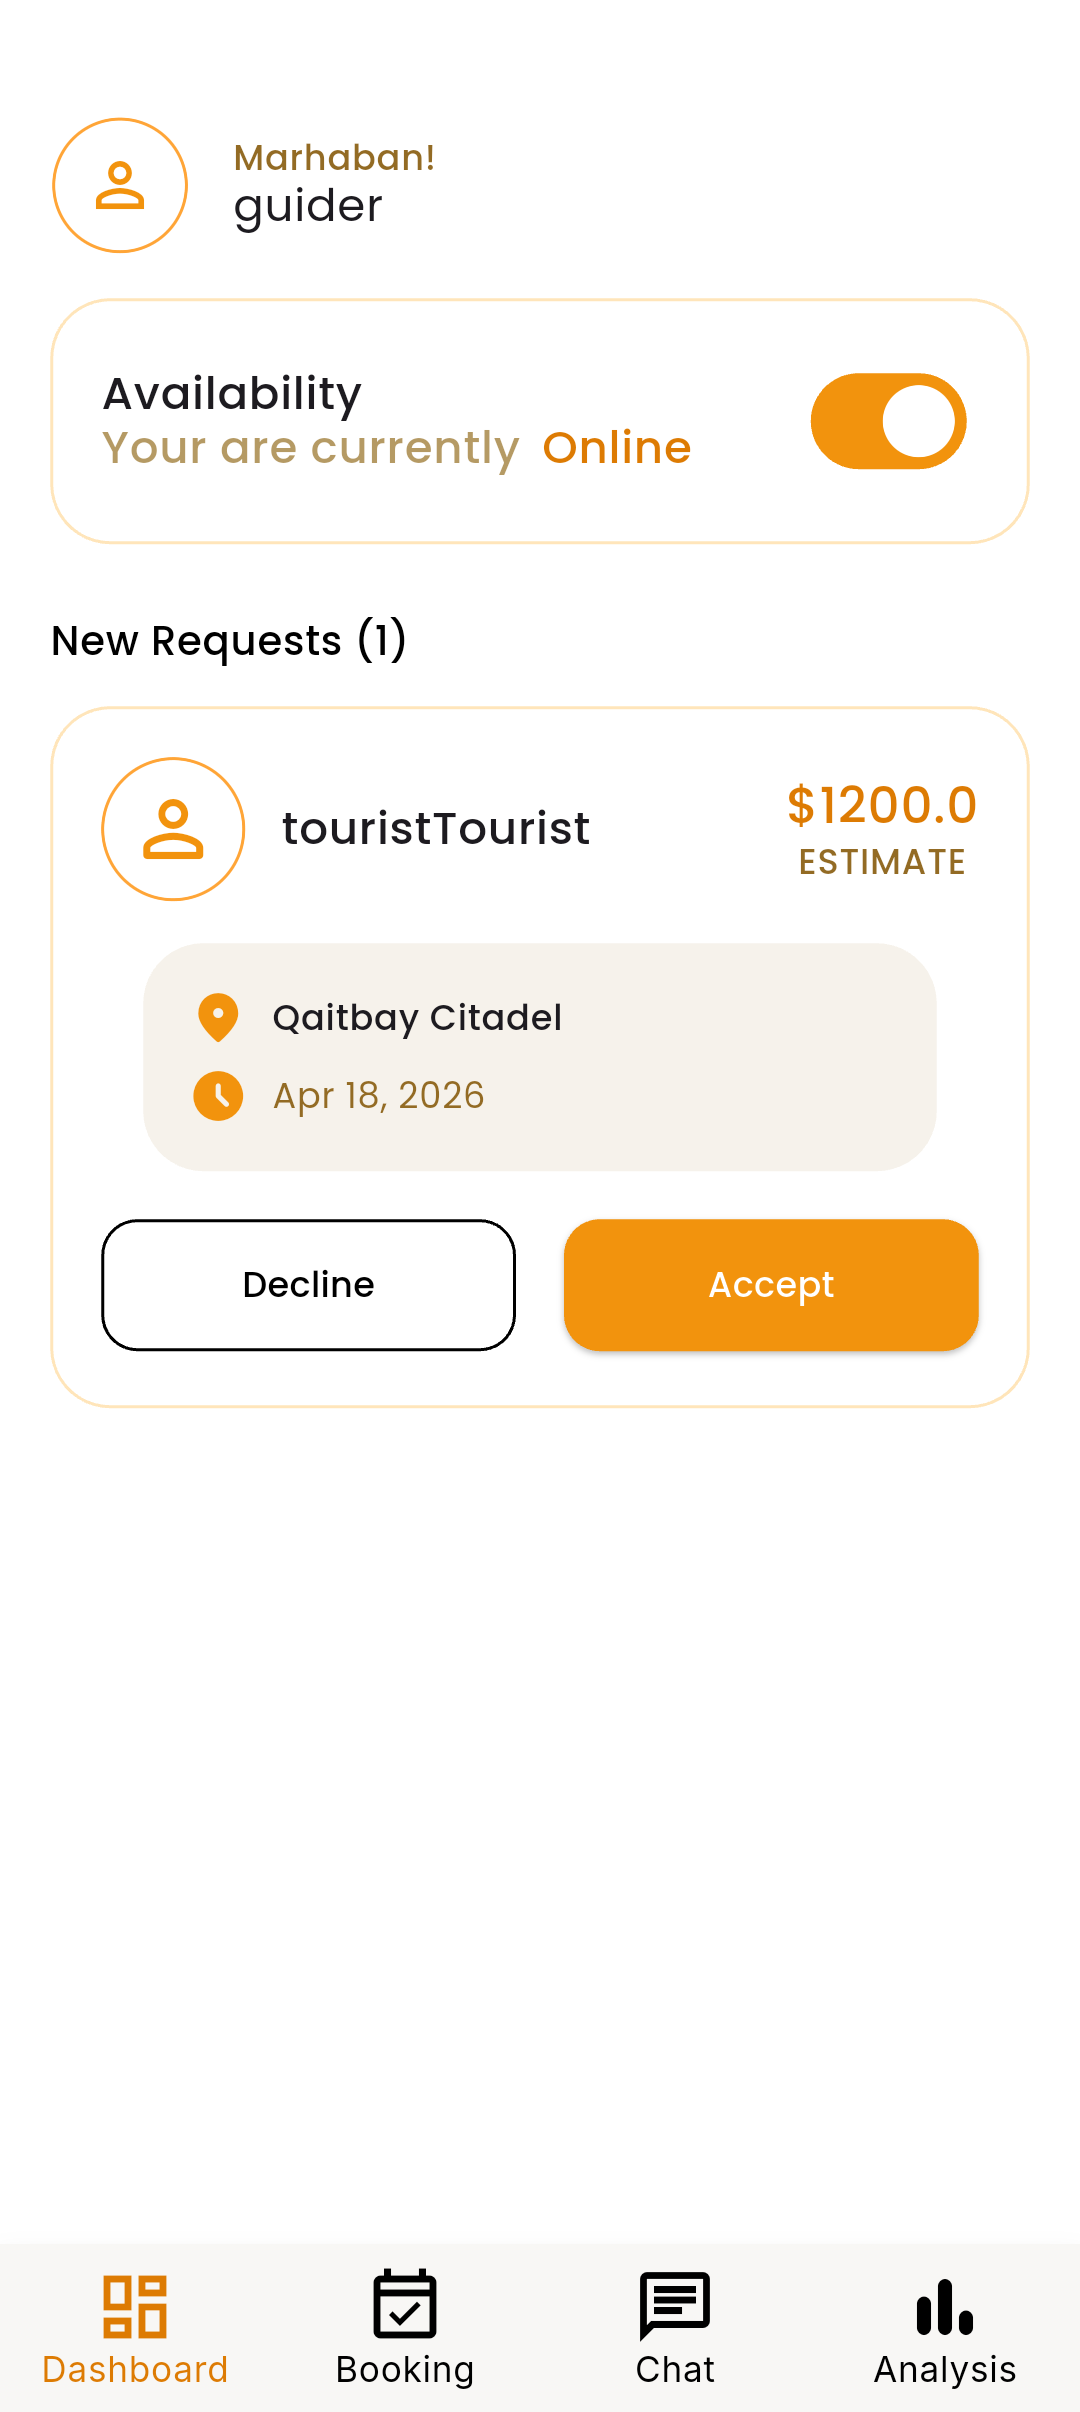 Marhaban!
guider
Availability
Your are currently Online
New Requests (1)
touristTourist
$1200.0
ESTIMATE
Qaitbay Citadel
Apr 18, 2026
Decline
Accept
Dashboard
Booking
Chat
Analysis